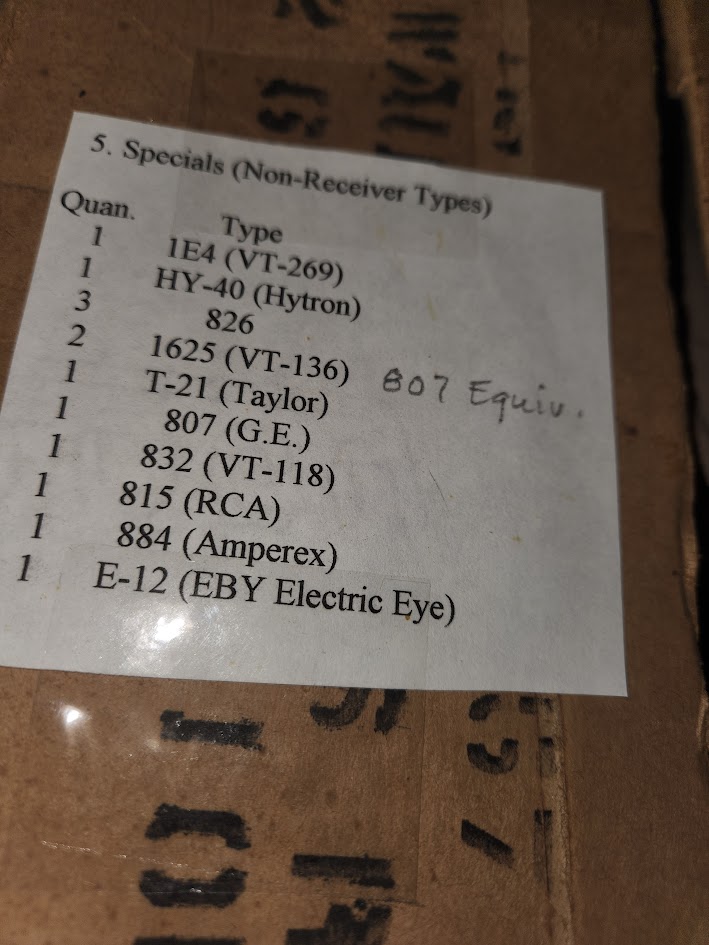 5. Specials (Non-Receiver Types)
Quan. Type
1 1E4 (VT-269)
1 HY-40 (Hytron)
3 826
2 1625 (VT-136) 807 Equiv.
1 T-21 (Taylor)
1 807 (G.E.)
1 832 (VT-118)
1 815 (RCA)
1 884 (Amperex)
1 E-12 (EBY Electric Eye)